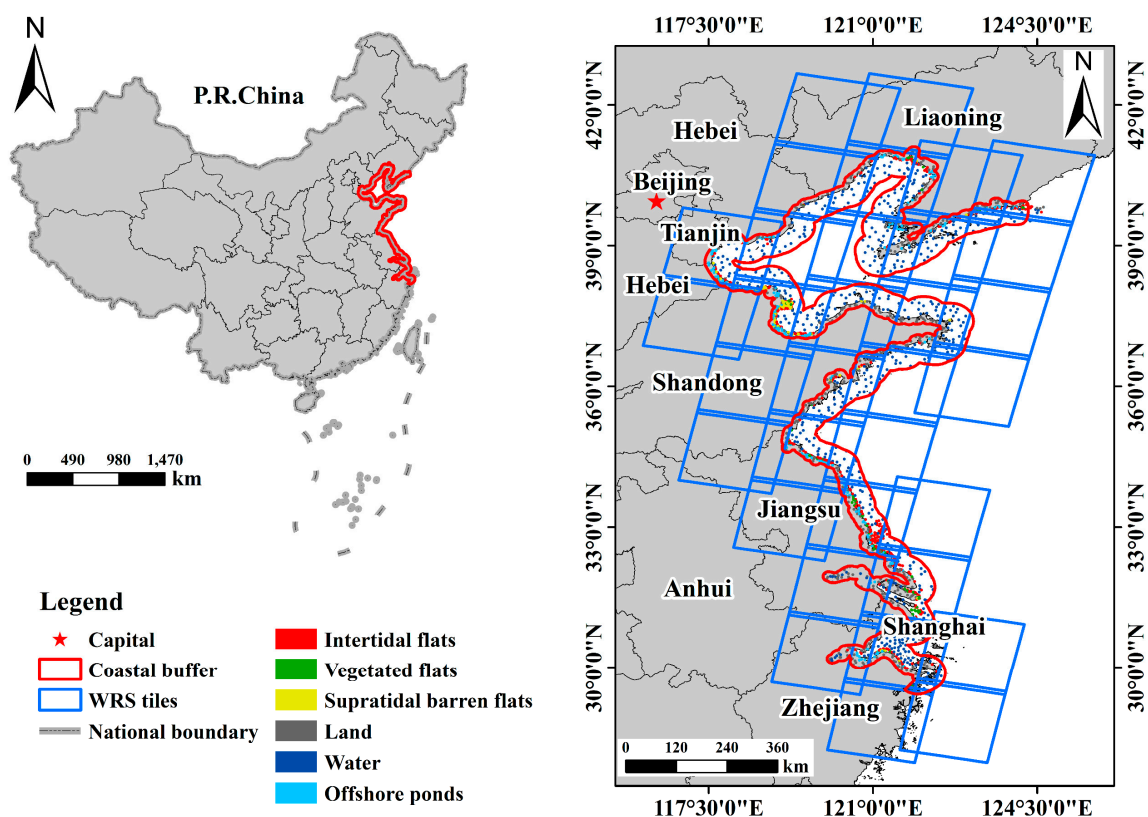 N
P.R.China
0 490 980 1,470
km
Legend
Capital
Coastal buffer
WRS tiles
National boundary
Intertidal flats
Vegetated flats
Supratidal barren flats
Land
Water
Offshore ponds
117°30'0"E 121°0'0"E 124°30'0"E
N
42°0'0"N 42°0'0"N
39°0'0"N 39°0'0"N
36°0'0"N 36°0'0"N
33°0'0"N 33°0'0"N
30°0'0"N 30°0'0"N
Hebei
Liaoning
Beijing
Tianjin
Hebei
Shandong
Jiangsu
Anhui
Shanghai
Zhejiang
0 120 240 360
km
117°30'0"E 121°0'0"E 124°30'0"E